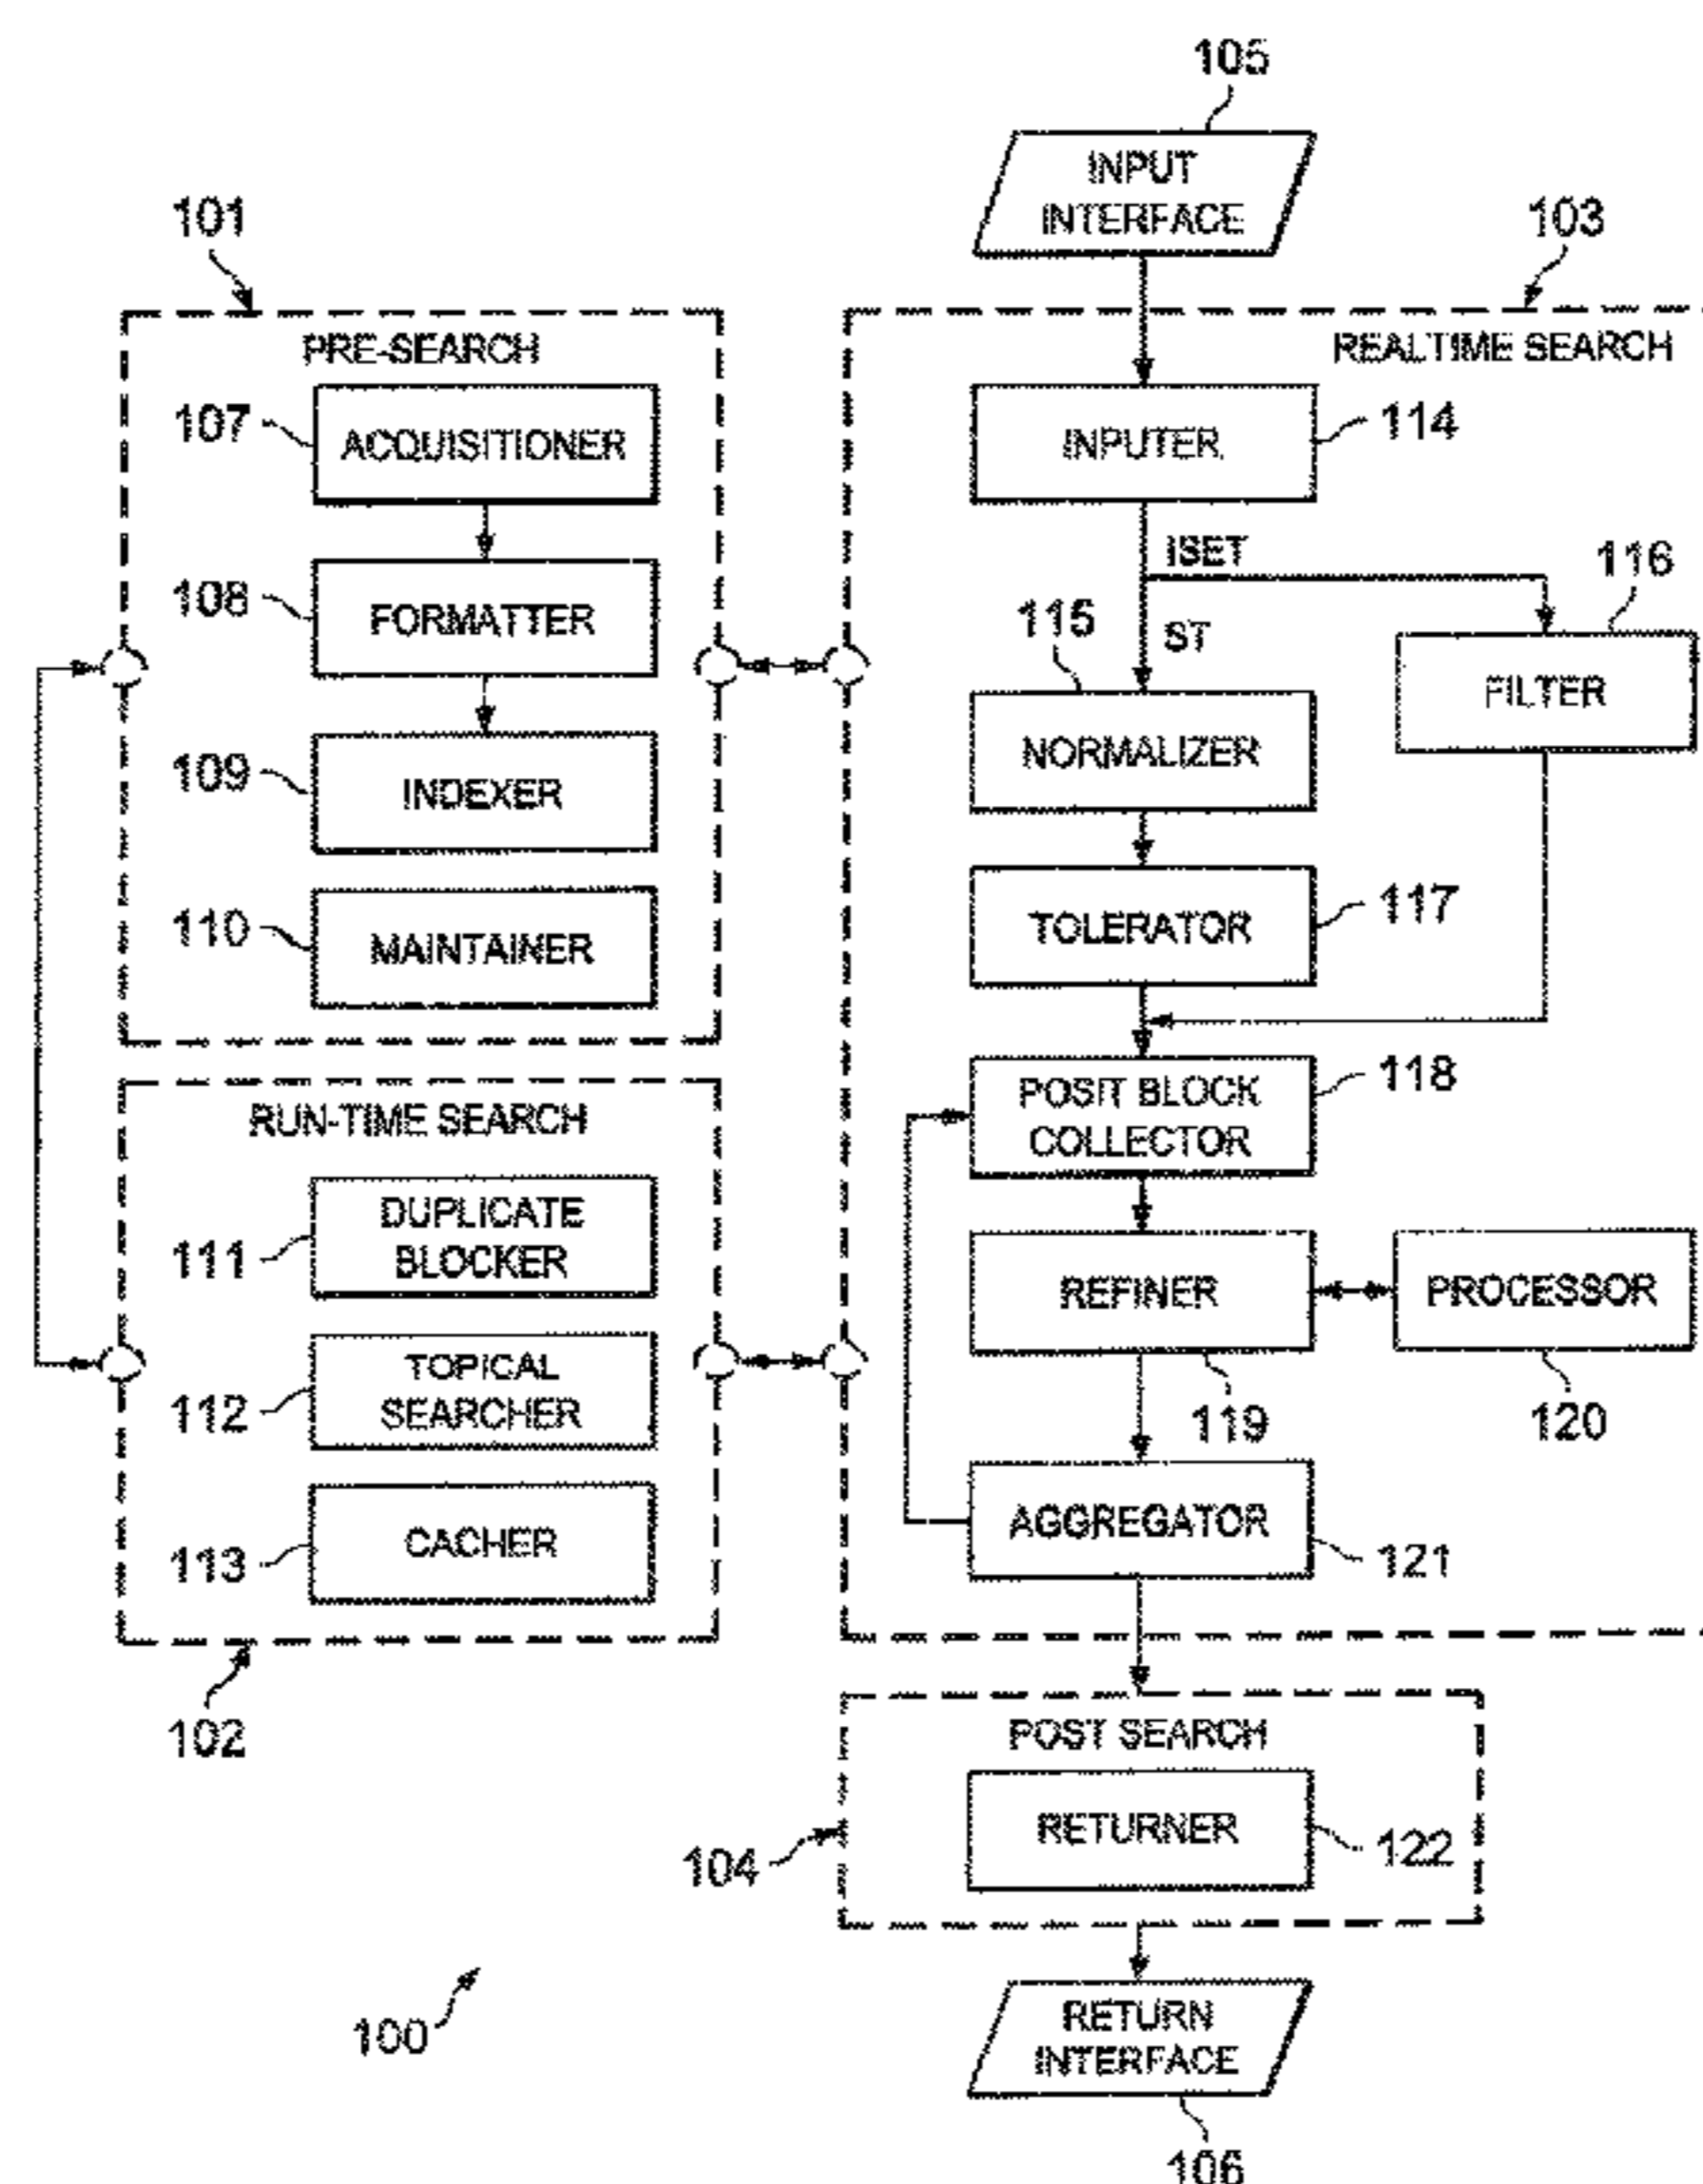 105
INPUT
INTERFACE
101
103
PRE-SEARCH
REALTIME SEARCH
107
ACQUISITIONER
INPUTER
114
ISET
116
108
FORMATTER
115
ST
FILTER
109
INDEXER
NORMALIZER
110
MAINTAINER
TOLERATOR
117
RUN-TIME SEARCH
POSIT BLOCK
COLLECTOR
118
111
DUPLICATE
BLOCKER
REFINER
PROCESSOR
112
TOPICAL
SEARCHER
119
120
113
CACHER
AGGREGATOR
121
102
POST SEARCH
104
RETURNER
122
100
RETURN
INTERFACE
106